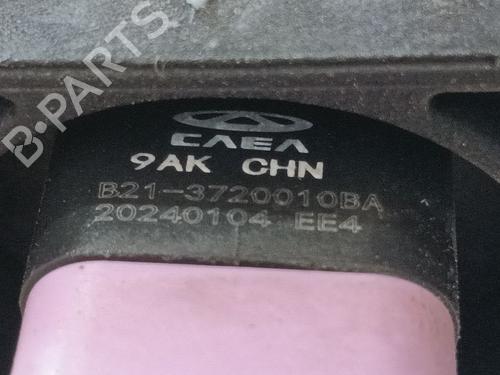 B-PARTS
CAEA
9AK CHN
B21-3720010BA
20240104 EE4